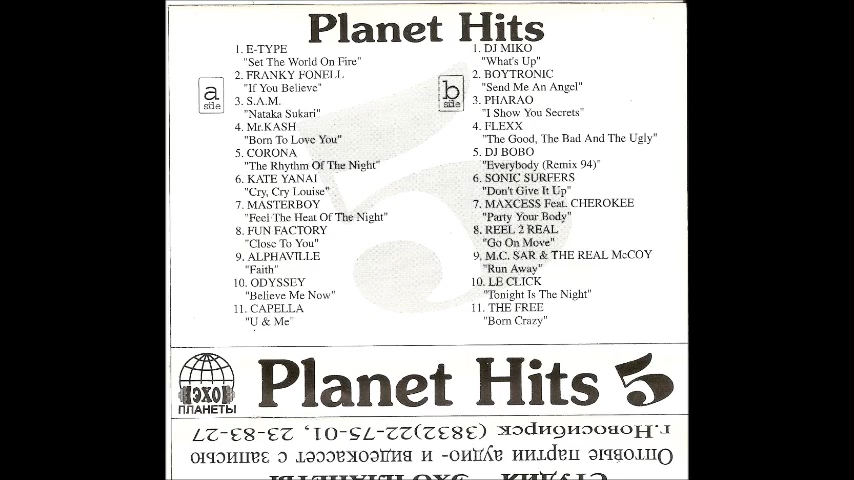 Planet Hits
a
side
1. E-TYPE
"Set The World On Fire"
2. FRANKY FONELL
"If You Believe"
3. S.A.M.
"Nataka Sukari"
4. Mr.KASH
"Born To Love You"
5. CORONA
"The Rhythm Of The Night"
6. KATE YANAI
"Cry, Cry Louise"
7. MASTERBOY
"Feel The Heat Of The Night"
8. FUN FACTORY
"Close To You"
9. ALPHAVILLE
"Faith"
10. ODYSSEY
"Believe Me Now"
11. CAPELLA
"U & Me"
b
side
1. DJ MIKO
"What's Up"
2. BOYTRONIC
"Send Me An Angel"
3. PHARAO
"I Show You Secrets"
4. FLEXX
"The Good, The Bad And The Ugly"
5. DJ BOBO
"Everybody (Remix 94)"
6. SONIC SURFERS
"Don't Give It Up"
7. MAXCESS Feat. CHEROKEE
"Party Your Body"
8. REEL 2 REAL
"Go On Move"
9. M.C. SAR & THE REAL McCOY
"Run Away"
10. LE CLICK
"Tonight Is The Night"
11. THE FREE
"Born Crazy"
5
ЭХО
ПЛАНЕТЫ
Planet Hits 5
СТУДИЯ ЭХО ПЛАНЕТЫ
Оптовые партии аудио- и видеокассет с записью
г.Новосибирск (3832)22-75-01, 23-83-27